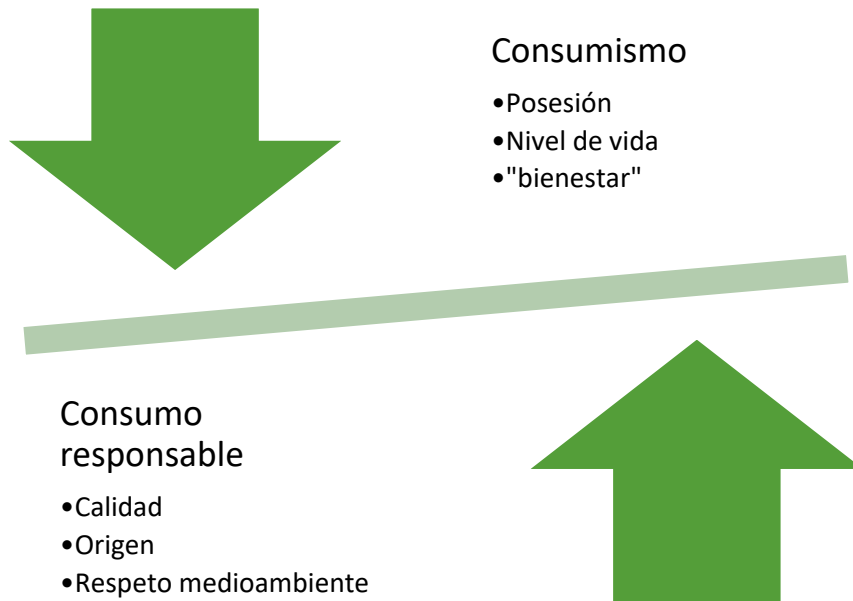 Consumismo
•Posesión
•Nivel de vida
•"bienestar"
Consumo
responsable
•Calidad
•Origen
•Respeto medioambiente